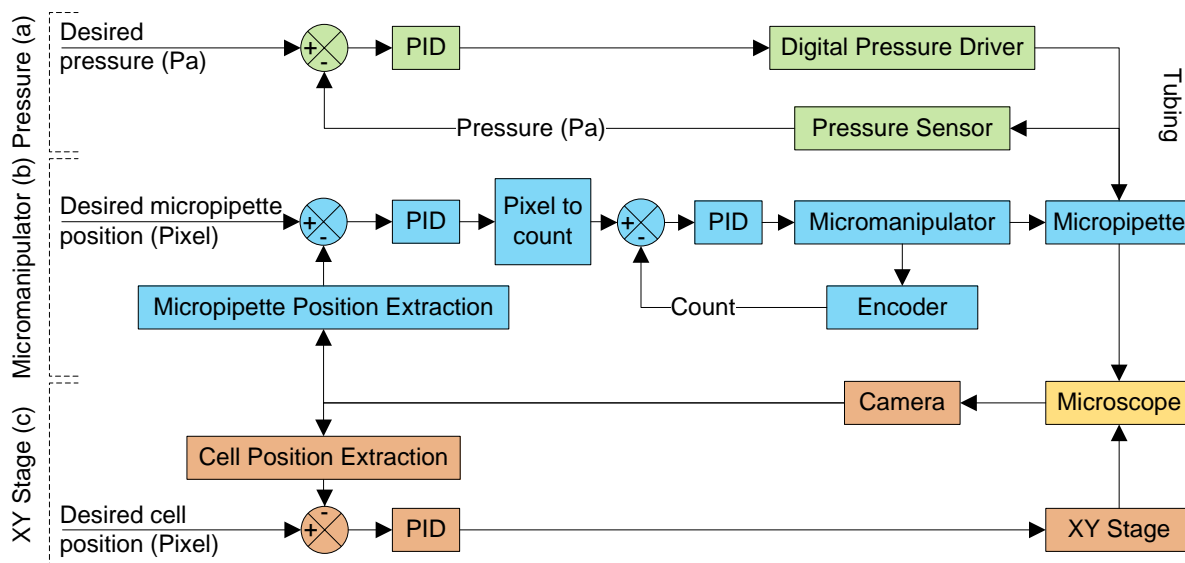 Pressure (a)
Desired
pressure (Pa)
+
-
PID
Digital Pressure Driver
Tubing
Pressure (Pa)
Pressure Sensor
Micromanipulator (b)
Desired micropipette
position (Pixel)
+
-
PID
Pixel to
count
+
-
PID
Micromanipulator
Micropipette
Micropipette Position Extraction
Count
Encoder
XY Stage (c)
Camera
Microscope
Cell Position Extraction
Desired cell
position (Pixel)
-
+
PID
XY Stage